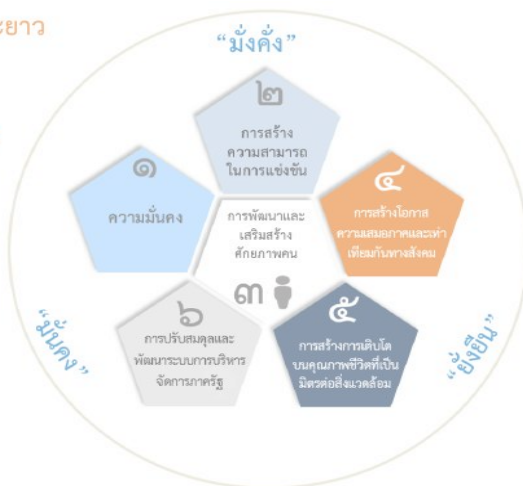 ะยาว
“มั่งคั่ง”
๒
การสร้าง
ความสามารถ
ในการแข่งขัน
๑
ความมั่นคง
การพัฒนาและ
เสริมสร้าง
ศักยภาพคน
๓
๔
การสร้างโอกาส
ความเสมอภาคและเท่า
เทียมกันทางสังคม
๖
การปรับสมดุลและ
พัฒนาระบบการบริหาร
จัดการภาครัฐ
๕
การสร้างการเติบโต
บนคุณภาพชีวิตที่เป็น
มิตรต่อสิ่งแวดล้อม
“มั่นคง”
“ยั่งยืน”